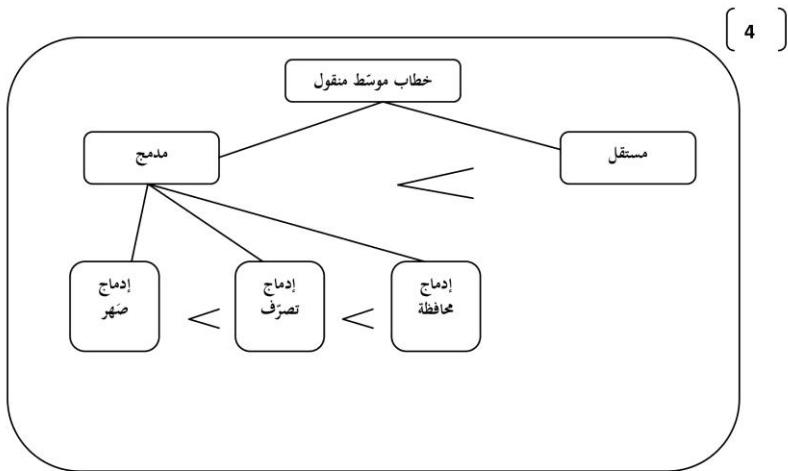 [ 4 ]
خطاب موسّط منقول
مستقل
مدمج
إدماج
محافظة
إدماج
تصرّف
إدماج
صَهر